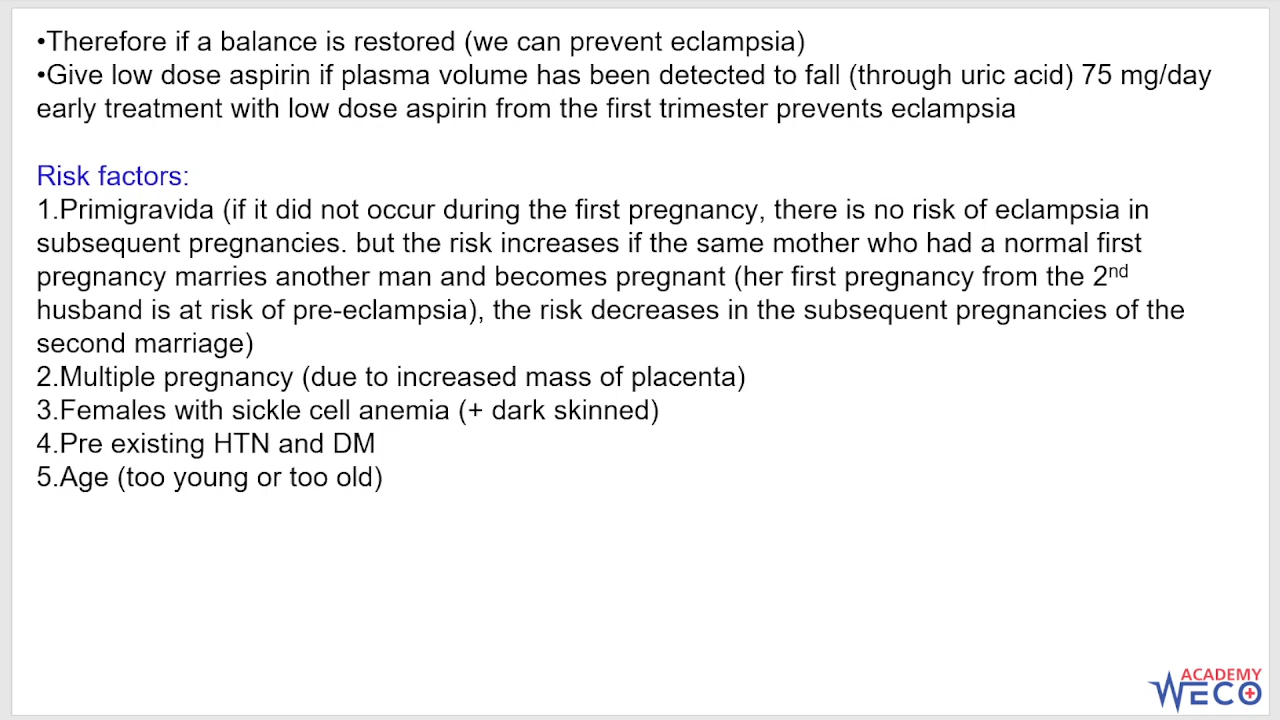 •Therefore if a balance is restored (we can prevent eclampsia)
•Give low dose aspirin if plasma volume has been detected to fall (through uric acid) 75 mg/day
early treatment with low dose aspirin from the first trimester prevents eclampsia
Risk factors:
1.Primigravida (if it did not occur during the first pregnancy, there is no risk of eclampsia in
subsequent pregnancies. but the risk increases if the same mother who had a normal first
pregnancy marries another man and becomes pregnant (her first pregnancy from the 2nd
husband is at risk of pre-eclampsia), the risk decreases in the subsequent pregnancies of the
second marriage)
2.Multiple pregnancy (due to increased mass of placenta)
3.Females with sickle cell anemia (+ dark skinned)
4.Pre existing HTN and DM
5.Age (too young or too old)
ACADEMY
WECO